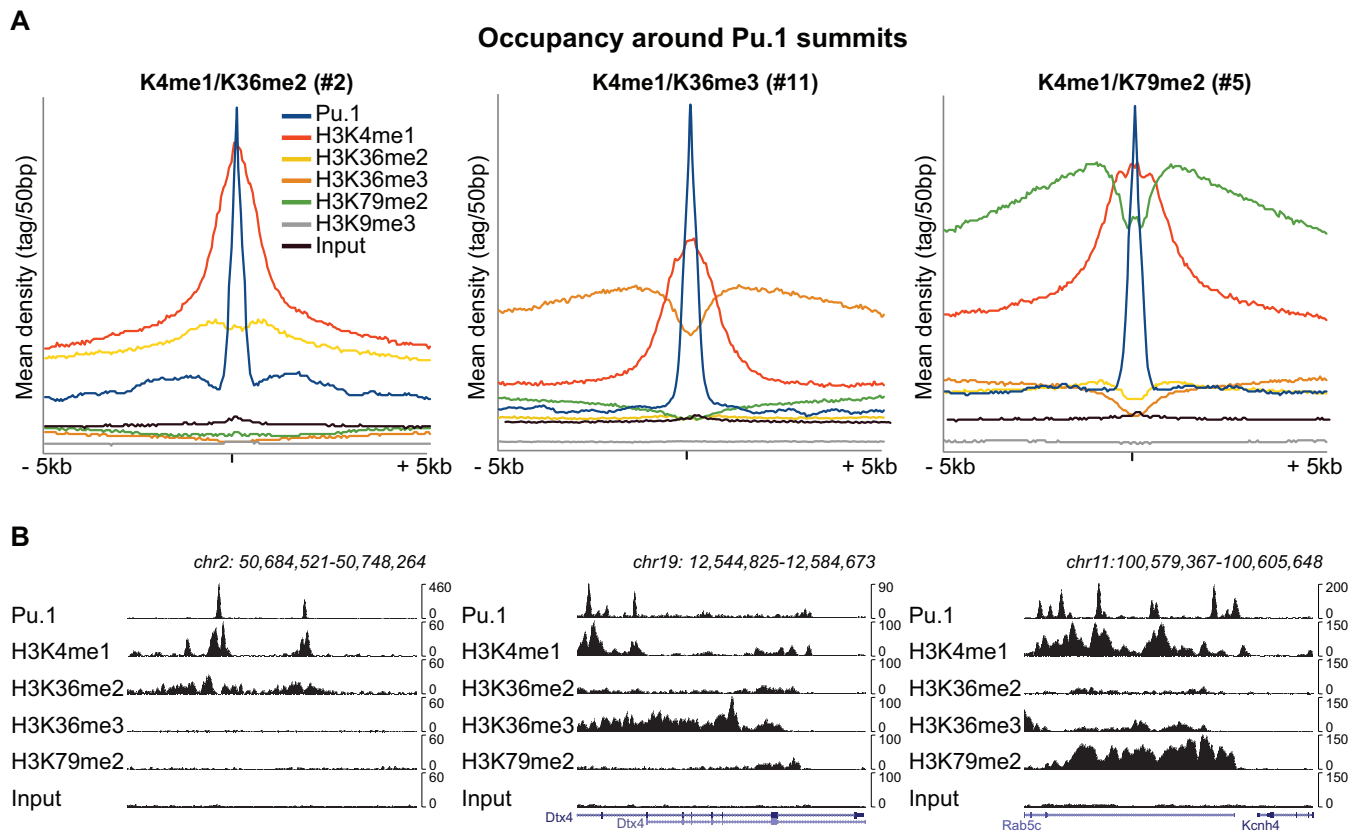 A
Occupancy around Pu.1 summits
K4me1/K36me2 (#2)
Mean density (tag/50bp)
Pu.1
H3K4me1
H3K36me2
H3K36me3
H3K79me2
H3K9me3
Input
- 5kb
+ 5kb
K4me1/K36me3 (#11)
Mean density (tag/50bp)
- 5kb
+ 5kb
K4me1/K79me2 (#5)
Mean density (tag/50bp)
- 5kb
+ 5kb
B
chr2: 50,684,521-50,748,264
Pu.1
460
0
H3K4me1
60
0
H3K36me2
60
0
H3K36me3
60
0
H3K79me2
60
0
Input
60
0
chr19: 12,544,825-12,584,673
Pu.1
90
0
H3K4me1
100
0
H3K36me2
100
0
H3K36me3
100
0
H3K79me2
100
0
Input
100
0
Dtx4
Dtx4
chr11:100,579,367-100,605,648
Pu.1
200
0
H3K4me1
150
0
H3K36me2
150
0
H3K36me3
150
0
H3K79me2
150
0
Input
150
0
Rab5c
Kcnh4